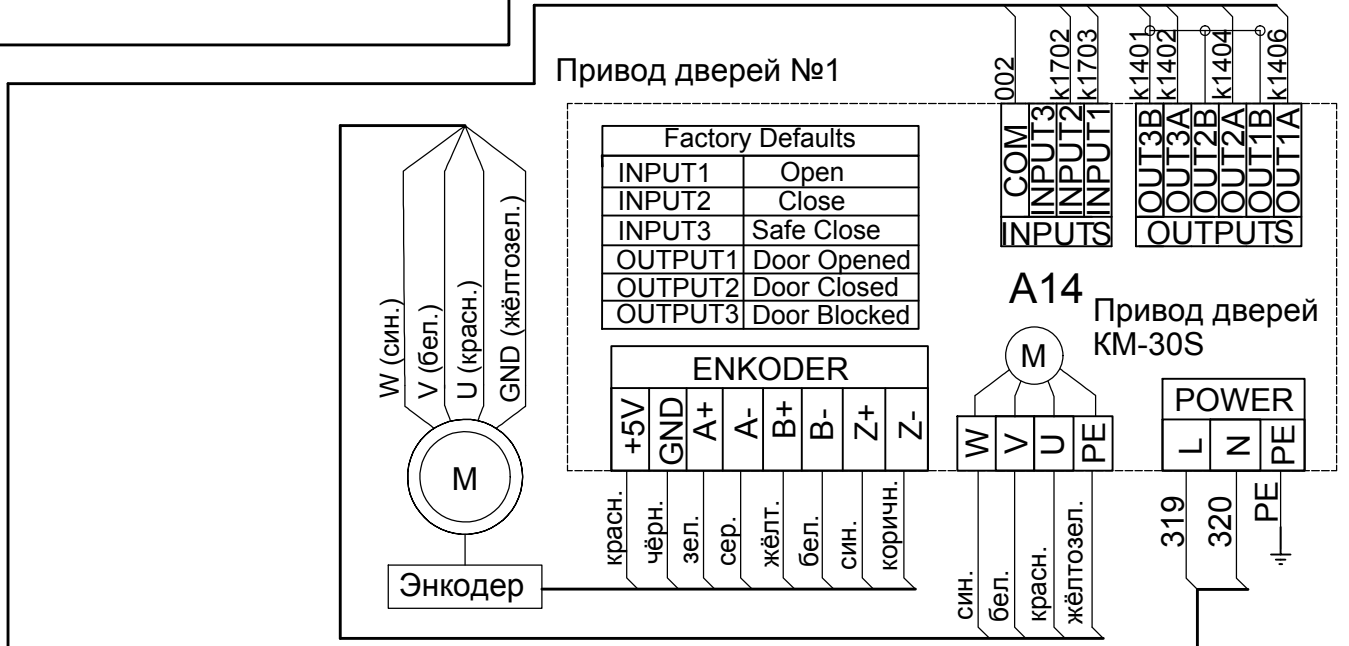 Привод дверей №1
002
k1702
k1703
k1401
k1402
k1404
k1406
COM
INPUT3
INPUT2
INPUT1
INPUTS
OUT3B
OUT3A
OUT2B
OUT2A
OUT1B
OUT1A
OUTPUTS
Factory Defaults
INPUT1 Open
INPUT2 Close
INPUT3 Safe Close
OUTPUT1 Door Opened
OUTPUT2 Door Closed
OUTPUT3 Door Blocked
A14
Привод дверей
КМ-30S
W (син.)
V (бел.)
U (красн.)
GND (жёлтозел.)
M
Энкодер
ENKODER
+5V
GND
A+
A-
B+
B-
Z+
Z-
красн.
чёрн.
зел.
сер.
жёлт.
бел.
син.
коричн.
M
W
V
U
PE
син.
бел.
красн.
жёлтозел.
POWER
L
N
PE
319
320
PE